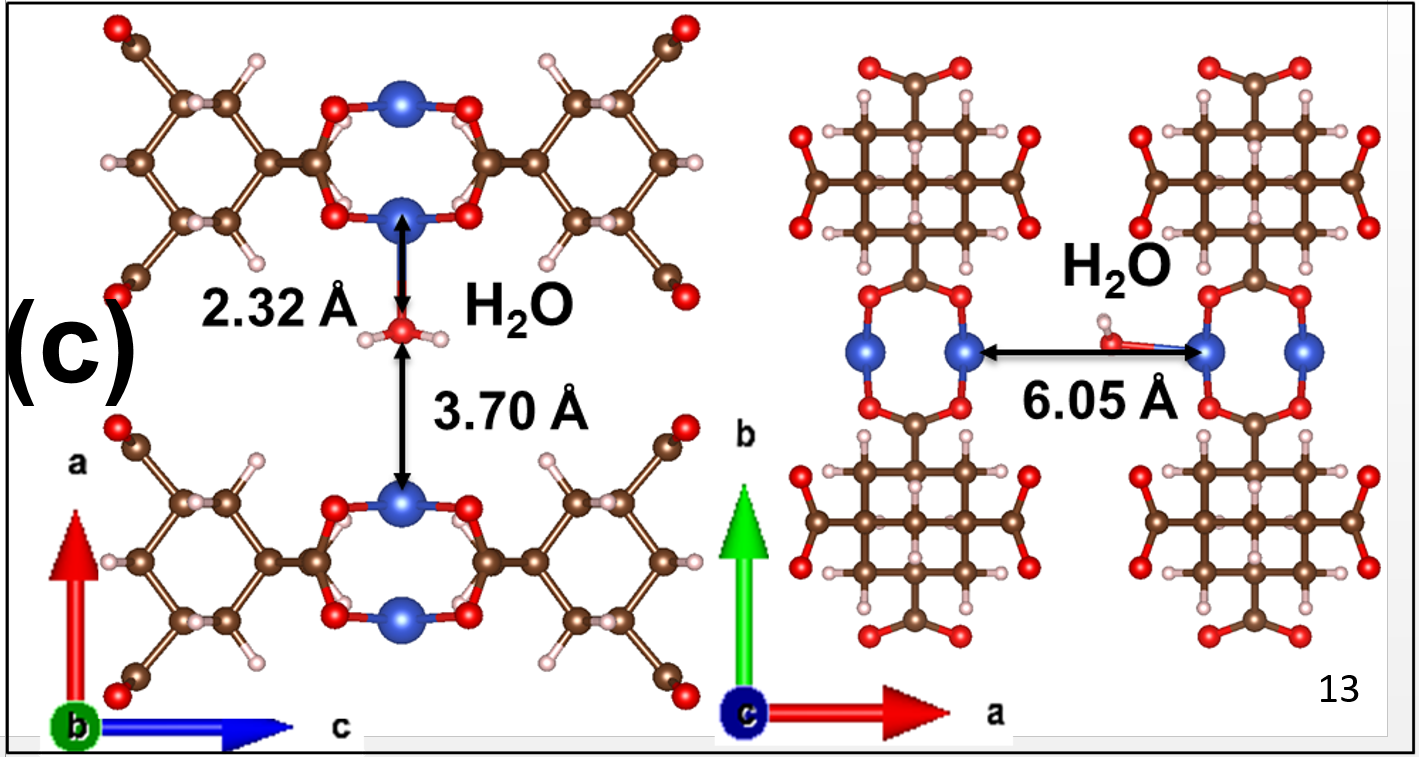 (c)
2.32 Å
H₂O
3.70 Å
a
b
c
H₂O
6.05 Å
b
c
a
13